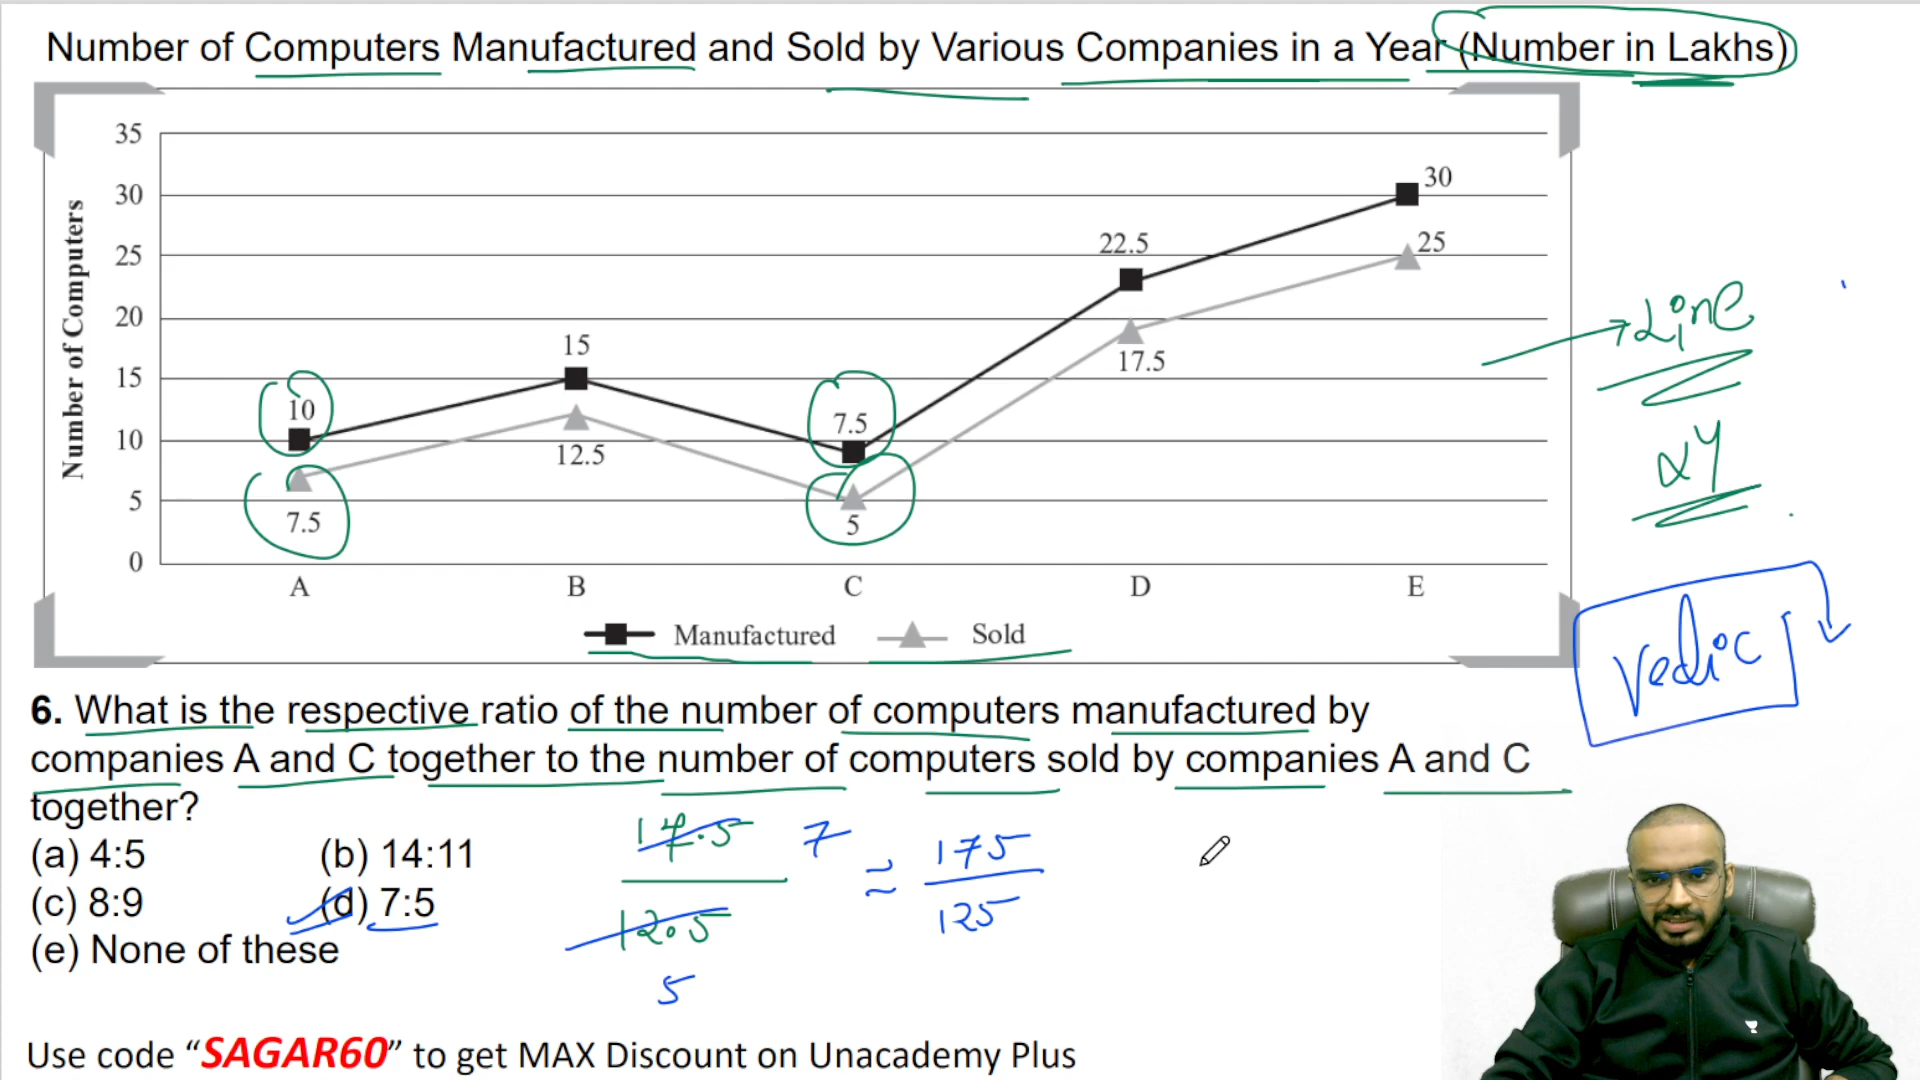 Number of Computers Manufactured and Sold by Various Companies in a Year (Number in Lakhs)
Number of Computers
35
30
25
20
15
10
5
0
10
15
7.5
22.5
30
7.5
12.5
5
17.5
25
A B C D E
Manufactured Sold
Line
Vedic
6. What is the respective ratio of the number of computers manufactured by
companies A and C together to the number of computers sold by companies A and C
together?
(a) 4:5 (b) 14:11
(c) 8:9 (d) 7:5
(e) None of these
17.5 7
12.5
5
≈ 175
125
Use code “SAGAR60” to get MAX Discount on Unacademy Plus